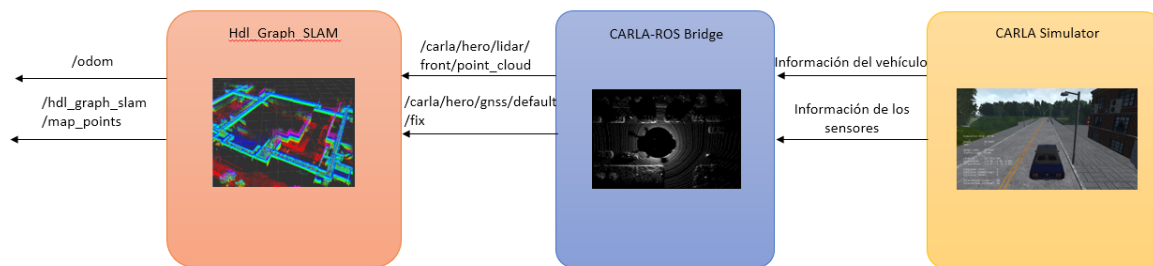 Hdl_Graph_SLAM
CARLA-ROS Bridge
CARLA Simulator
/odom
/hdl_graph_slam
/map_points
/carla/hero/lidar/
front/point_cloud
/carla/hero/gnss/default
/fix
Información del vehículo
Información de los
sensores